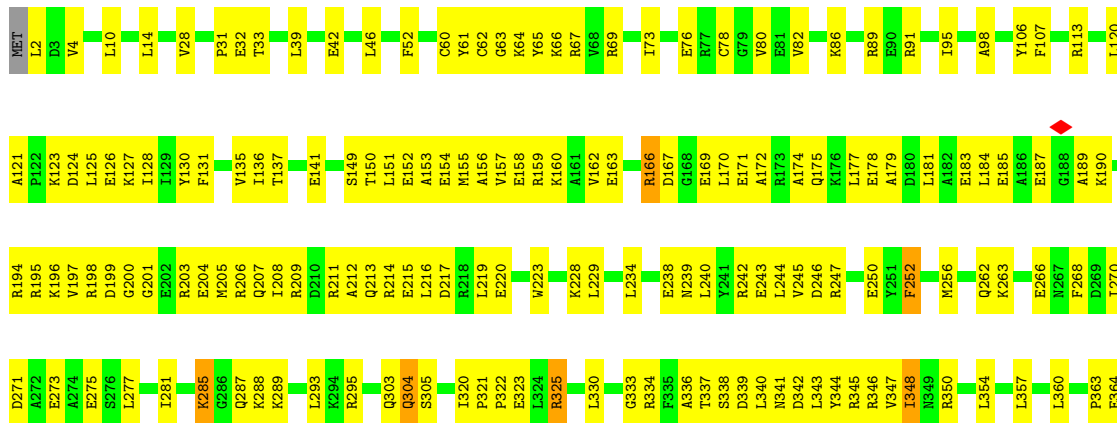 MET L2 D3 V4 L10 L14 V28 P31 E32 T33 L39 E42 L46 F52 C60 Y61 C62 G63 K64 Y65 K66 R67 V68 R69 I73 E76 R77 C78 G79 V80 E81 V82 K86 R89 E90 R91 I95 A98 Y106 F107 R113 L120
A121 P122 K123 D124 L125 E126 K127 I128 I129 Y130 F131 V135 I136 T137 E141 S149 T150 L151 E152 A153 E154 M155 A156 V157 E158 R159 K160 A161 V162 E163 R166 D167 G168 E169 L170 E171 A172 R173 A174 Q175 K176 L177 E178 A179 D180 L181 A182 E183 L184 E185 A186 E187 G188 A189 K190
R194 R195 K196 V197 R198 D199 G200 G201 E202 R203 E204 M205 R206 Q207 I208 R209 D210 R211 A212 Q213 R214 E215 L216 D217 R218 L219 E220 W223 K228 L229 L234 E238 N239 L240 Y241 R242 E243 L244 V245 D246 R247 E250 Y251 F252 M256 Q262 K263 E266 N267 F268 D269 I270
D271 A272 E273 A274 E275 S276 L277 I281 K285 G286 Q287 K288 K289 L293 K294 R295 Q303 Q304 S305 I320 P321 P322 E323 L324 R325 L330 G333 R334 F335 A336 T337 S338 D339 L340 N341 D342 L343 Y344 R345 R346 V347 I348 N349 R350 L354 L357 L360 P363 E364